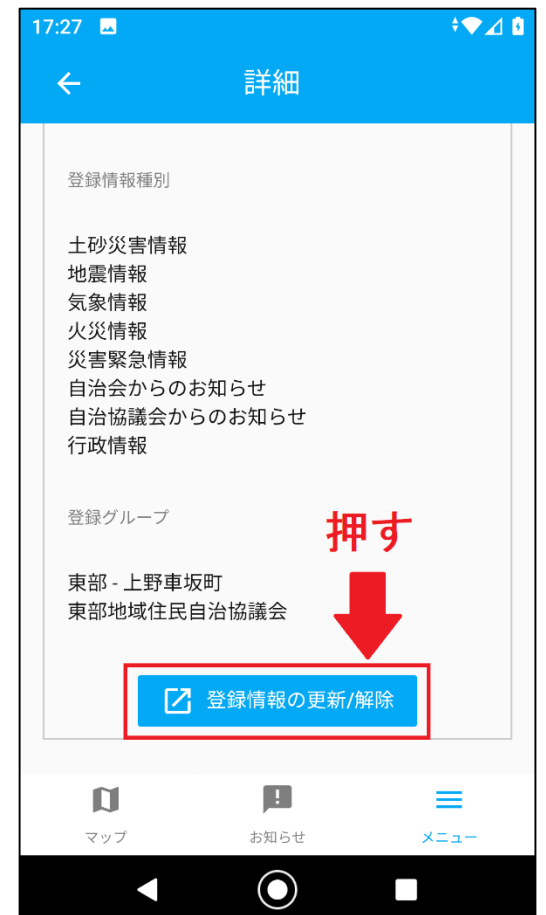 17:27
詳細
登録情報種別
土砂災害情報
地震情報
気象情報
火災情報
災害緊急情報
自治会からのお知らせ
自治協議会からのお知らせ
行政情報
登録グループ
押す
東部 - 上野車坂町
東部地域住民自治協議会
登録情報の更新/解除
マップ
お知らせ
メニュー